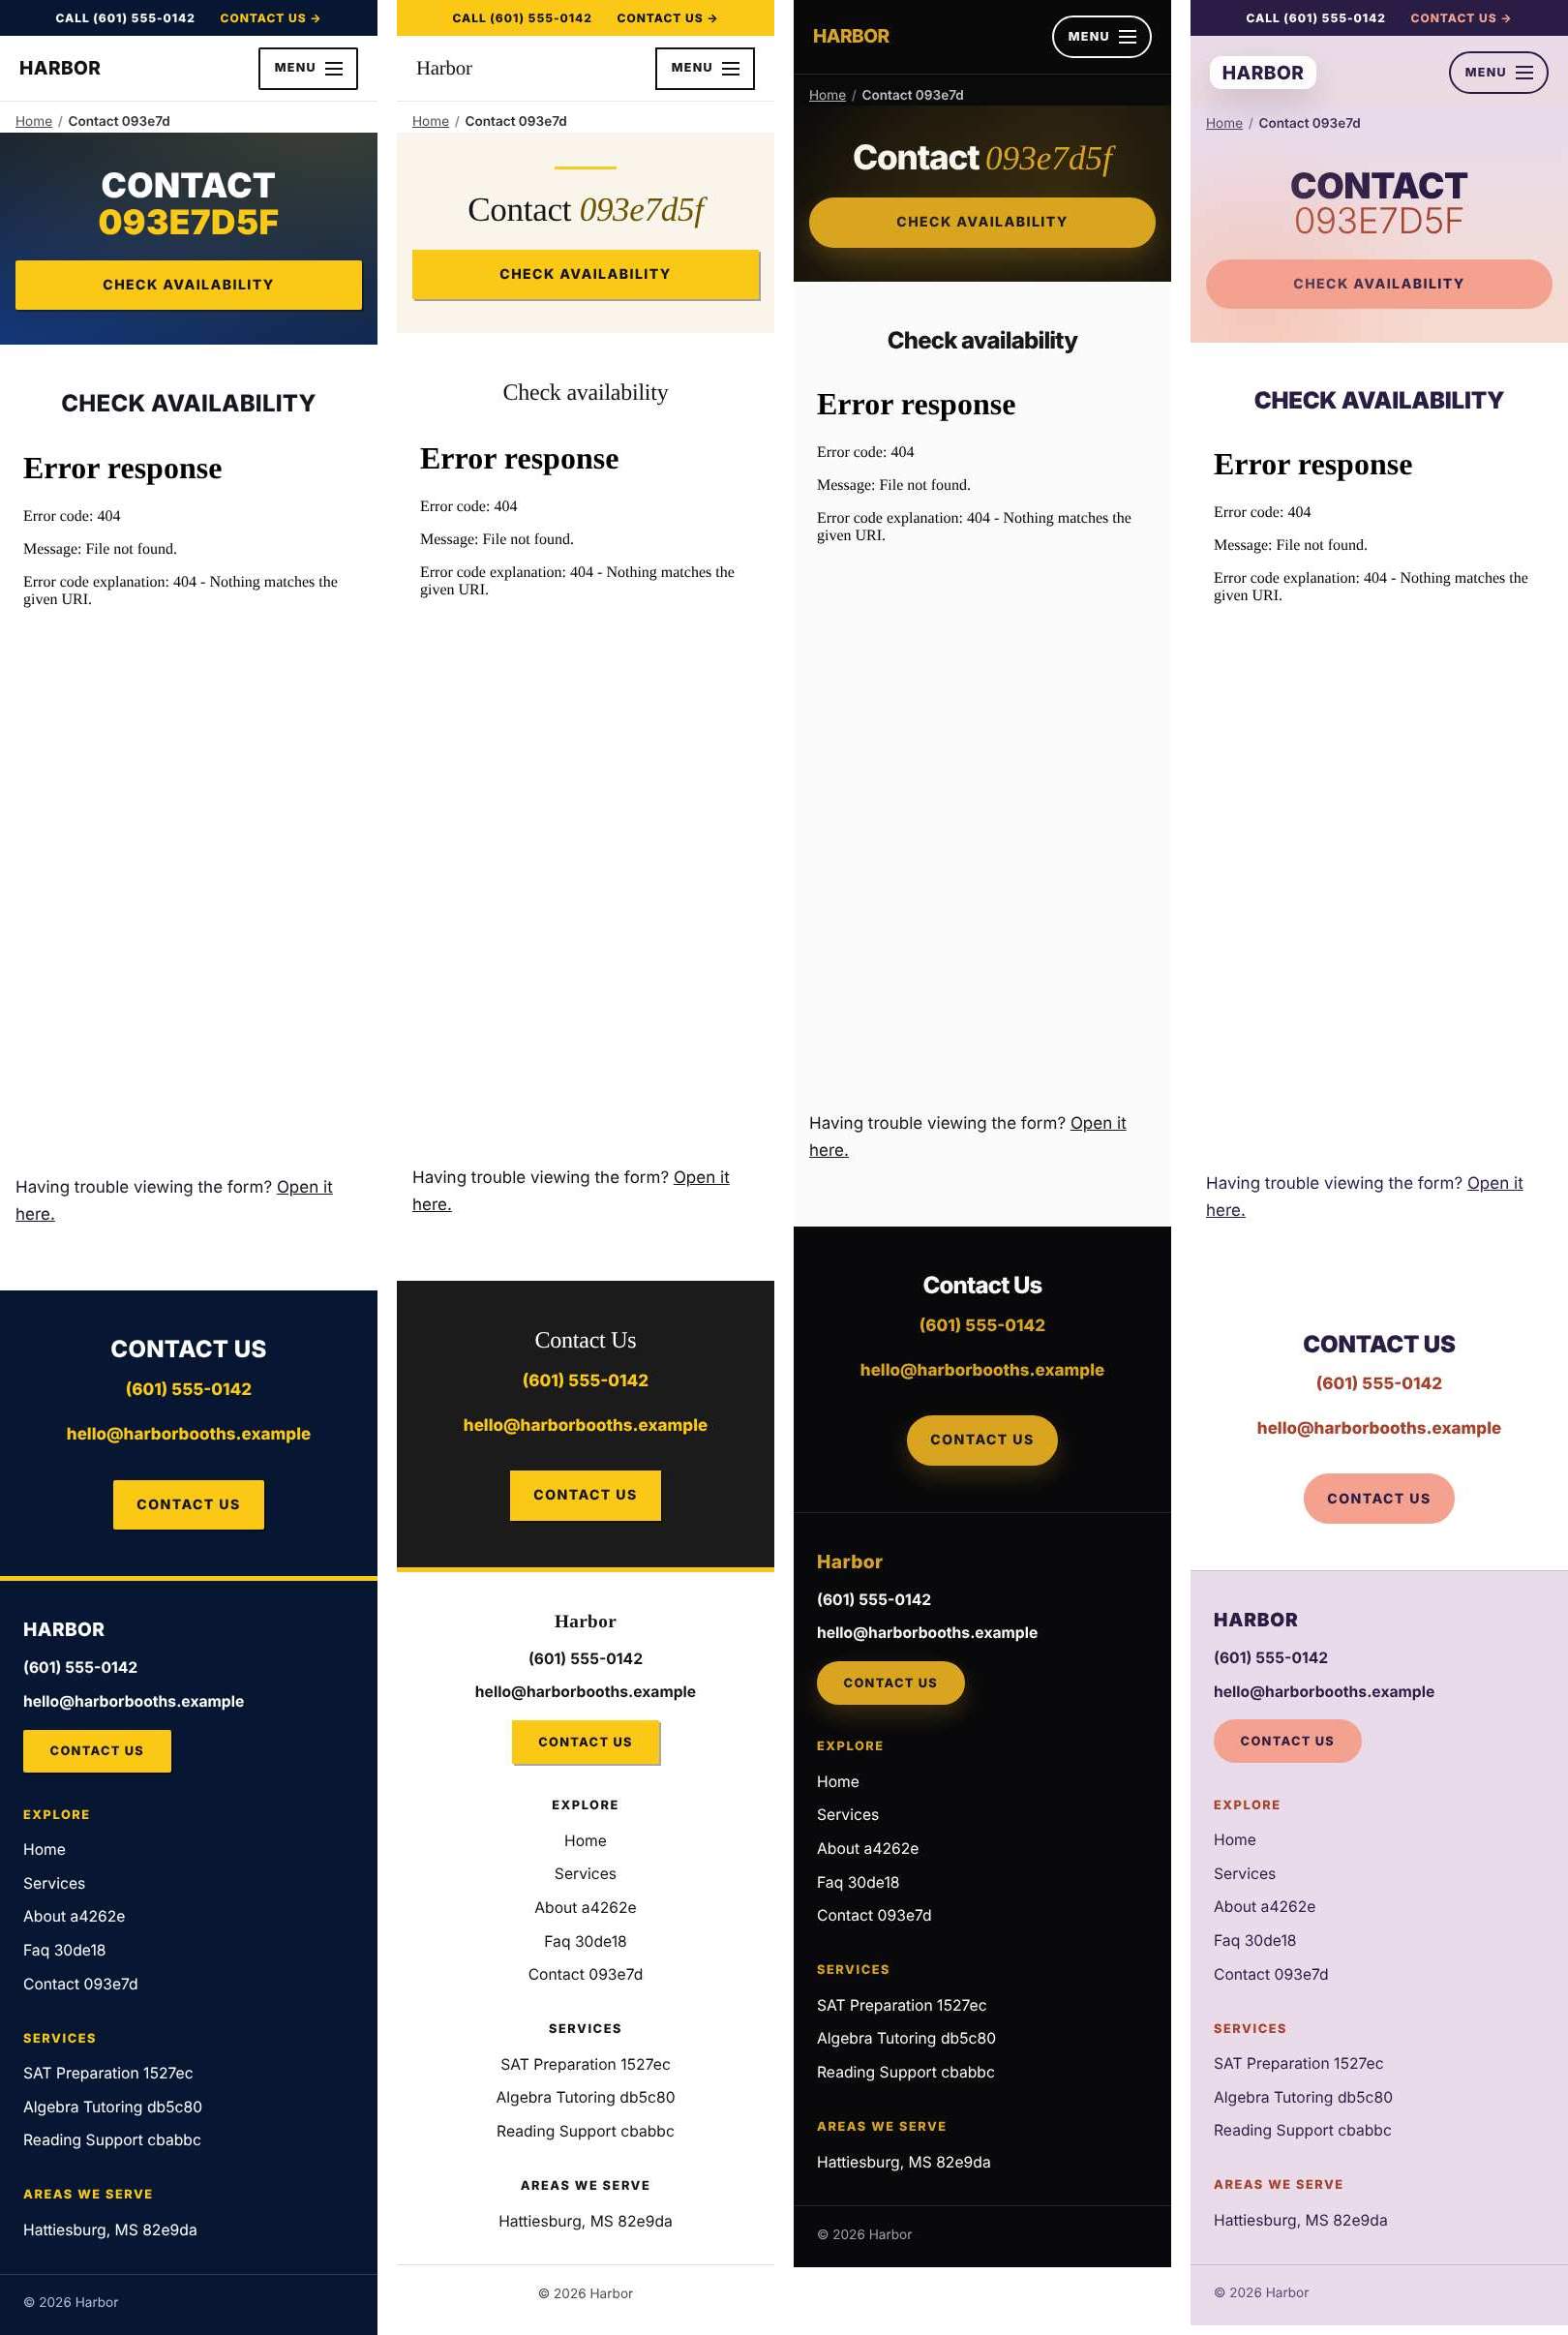 CALL (601) 555-0142 CONTACT US →
HARBOR
MENU
Home / Contact 093e7d
CONTACT
093E7D5F
CHECK AVAILABILITY
CHECK AVAILABILITY
Error response
Error code: 404
Message: File not found.
Error code explanation: 404 - Nothing matches the
given URI.
Having trouble viewing the form? Open it
here.
CONTACT US
(601) 555-0142
hello@harborbooths.example
CONTACT US
HARBOR
(601) 555-0142
hello@harborbooths.example
CONTACT US
EXPLORE
Home
Services
About a4262e
Faq 30de18
Contact 093e7d
SERVICES
SAT Preparation 1527ec
Algebra Tutoring db5c80
Reading Support cbabbc
AREAS WE SERVE
Hattiesburg, MS 82e9da
© 2026 Harbor
CALL (601) 555-0142 CONTACT US →
Harbor
MENU
Home / Contact 093e7d
Contact 093e7d5f
CHECK AVAILABILITY
Check availability
Error response
Error code: 404
Message: File not found.
Error code explanation: 404 - Nothing matches the
given URI.
Having trouble viewing the form? Open it
here.
Contact Us
(601) 555-0142
hello@harborbooths.example
CONTACT US
Harbor
(601) 555-0142
hello@harborbooths.example
CONTACT US
EXPLORE
Home
Services
About a4262e
Faq 30de18
Contact 093e7d
SERVICES
SAT Preparation 1527ec
Algebra Tutoring db5c80
Reading Support cbabbc
AREAS WE SERVE
Hattiesburg, MS 82e9da
© 2026 Harbor
HARBOR
MENU
Home / Contact 093e7d
Contact 093e7d5f
CHECK AVAILABILITY
Check availability
Error response
Error code: 404
Message: File not found.
Error code explanation: 404 - Nothing matches the
given URI.
Having trouble viewing the form? Open it
here.
Contact Us
(601) 555-0142
hello@harborbooths.example
CONTACT US
Harbor
(601) 555-0142
hello@harborbooths.example
CONTACT US
EXPLORE
Home
Services
About a4262e
Faq 30de18
Contact 093e7d
SERVICES
SAT Preparation 1527ec
Algebra Tutoring db5c80
Reading Support cbabbc
AREAS WE SERVE
Hattiesburg, MS 82e9da
© 2026 Harbor
CALL (601) 555-0142 CONTACT US →
HARBOR
MENU
Home / Contact 093e7d
CONTACT
093E7D5F
CHECK AVAILABILITY
CHECK AVAILABILITY
Error response
Error code: 404
Message: File not found.
Error code explanation: 404 - Nothing matches the
given URI.
Having trouble viewing the form? Open it
here.
CONTACT US
(601) 555-0142
hello@harborbooths.example
CONTACT US
HARBOR
(601) 555-0142
hello@harborbooths.example
CONTACT US
EXPLORE
Home
Services
About a4262e
Faq 30de18
Contact 093e7d
SERVICES
SAT Preparation 1527ec
Algebra Tutoring db5c80
Reading Support cbabbc
AREAS WE SERVE
Hattiesburg, MS 82e9da
© 2026 Harbor